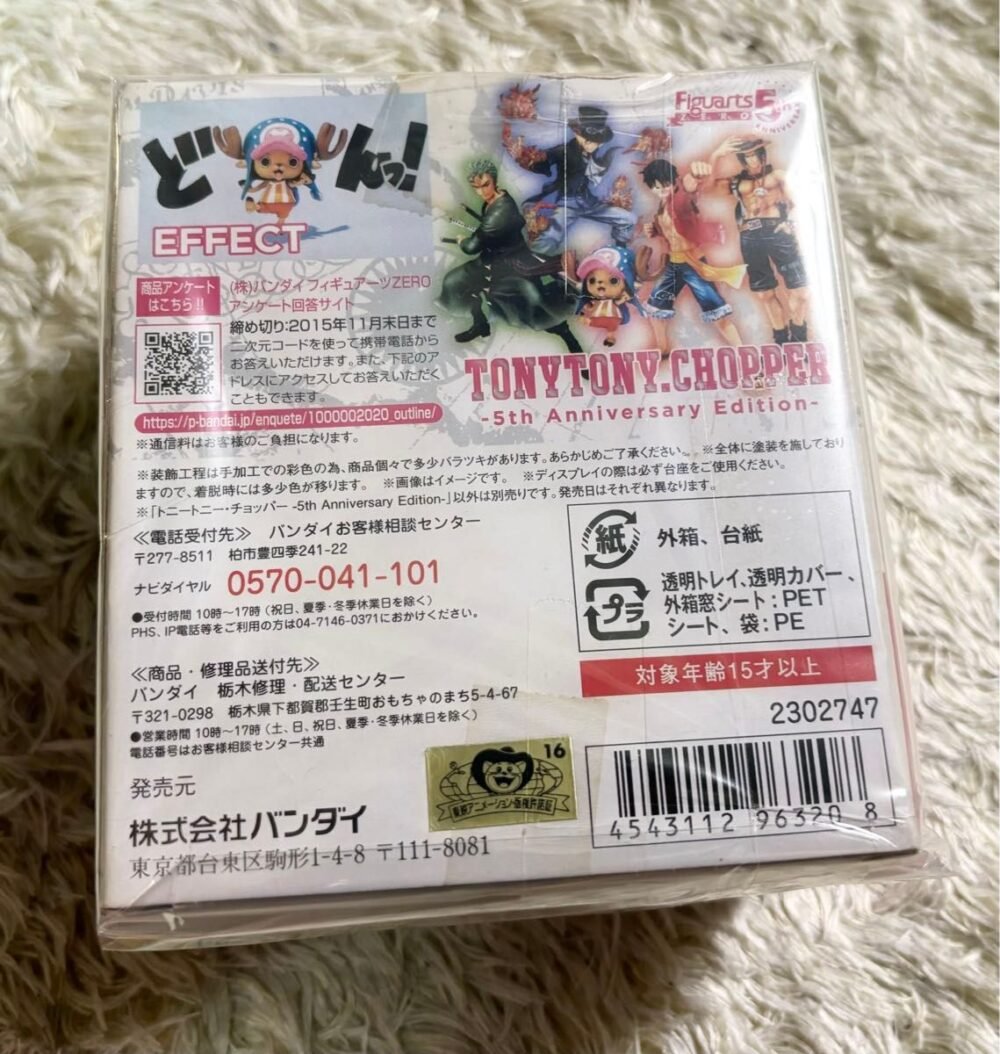 どーんっ!
EFFECT
Figuarts 5th
ZERO ANNIVERSARY
TONYTONY.CHOPPER
-5th Anniversary Edition-
商品アンケート
はこちら!!
(株)バンダイ フィギュアーツZERO
アンケート回答サイト
締め切り:2015年11月末日まで
二次元コードを使って携帯電話から
お答えいただけます。また、下記のア
ドレスにアクセスしてお答えいただく
こともできます。
https://p-bandai.jp/enquete/1000002020_outline/
※通信料はお客様のご負担になります。
※装飾工程は手加工での彩色の為、商品個々で多少バラツキがあります。あらかじめご了承ください。 ※全体に塗装を施しており
ますので、着脱時には多少色が移ります。 ※画像はイメージです。 ※ディスプレイの際は必ず台座をご使用ください。
※「トニートニー・チョッパー -5th Anniversary Edition-」以外は別売りです。発売日はそれぞれ異なります。
≪電話受付先≫ バンダイお客様相談センター
〒277-8511 柏市豊四季241-22
ナビダイヤル 0570-041-101
●受付時間 10時~17時(祝日、夏季・冬季休業日を除く)
PHS、IP電話等をご利用の方は04-7146-0371におかけください。
≪商品・修理品送付先≫
バンダイ 栃木修理・配送センター
〒321-0298 栃木県下都賀郡壬生町おもちゃのまち5-4-67
●営業時間 10時~17時(土、日、祝日、夏季・冬季休業日を除く)
電話番号はお客様相談センター共通
発売元
株式会社バンダイ
東京都台東区駒形1-4-8 〒111-8081
紙 外箱、台紙
プラ 透明トレイ、透明カバー、
外箱窓シート:PET
シート、袋:PE
対象年齢15才以上
2302747
16
東映アニメーション・版権許諾証
4543112 963208